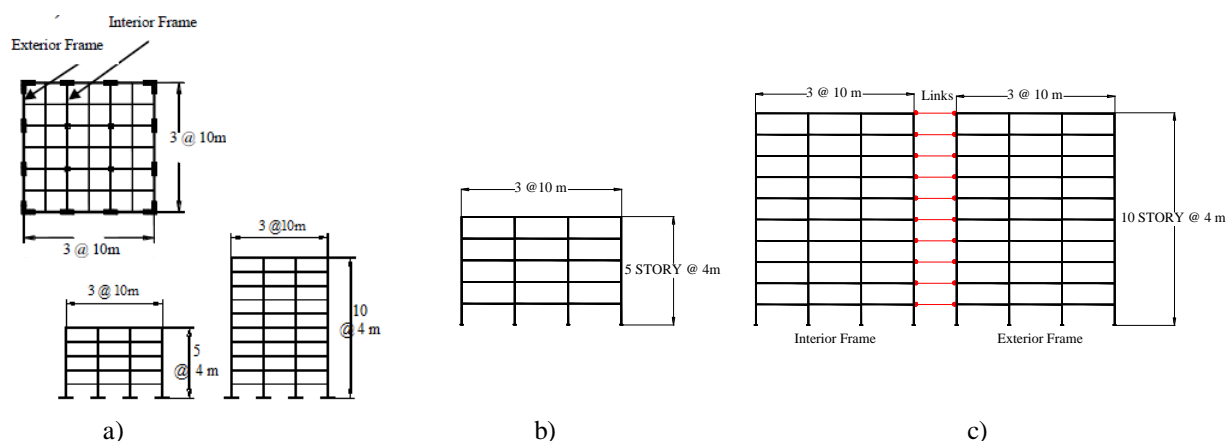 Interior Frame
Exterior Frame
3 @ 10m
3 @ 10m
3 @ 10m
5
@ 4 m
3 @10m
10
@ 4 m
a)
3 @10 m
5 STORY @ 4m
b)
3 @ 10 m
Links
3 @ 10 m
10 STORY @ 4 m
Interior Frame
Exterior Frame
c)